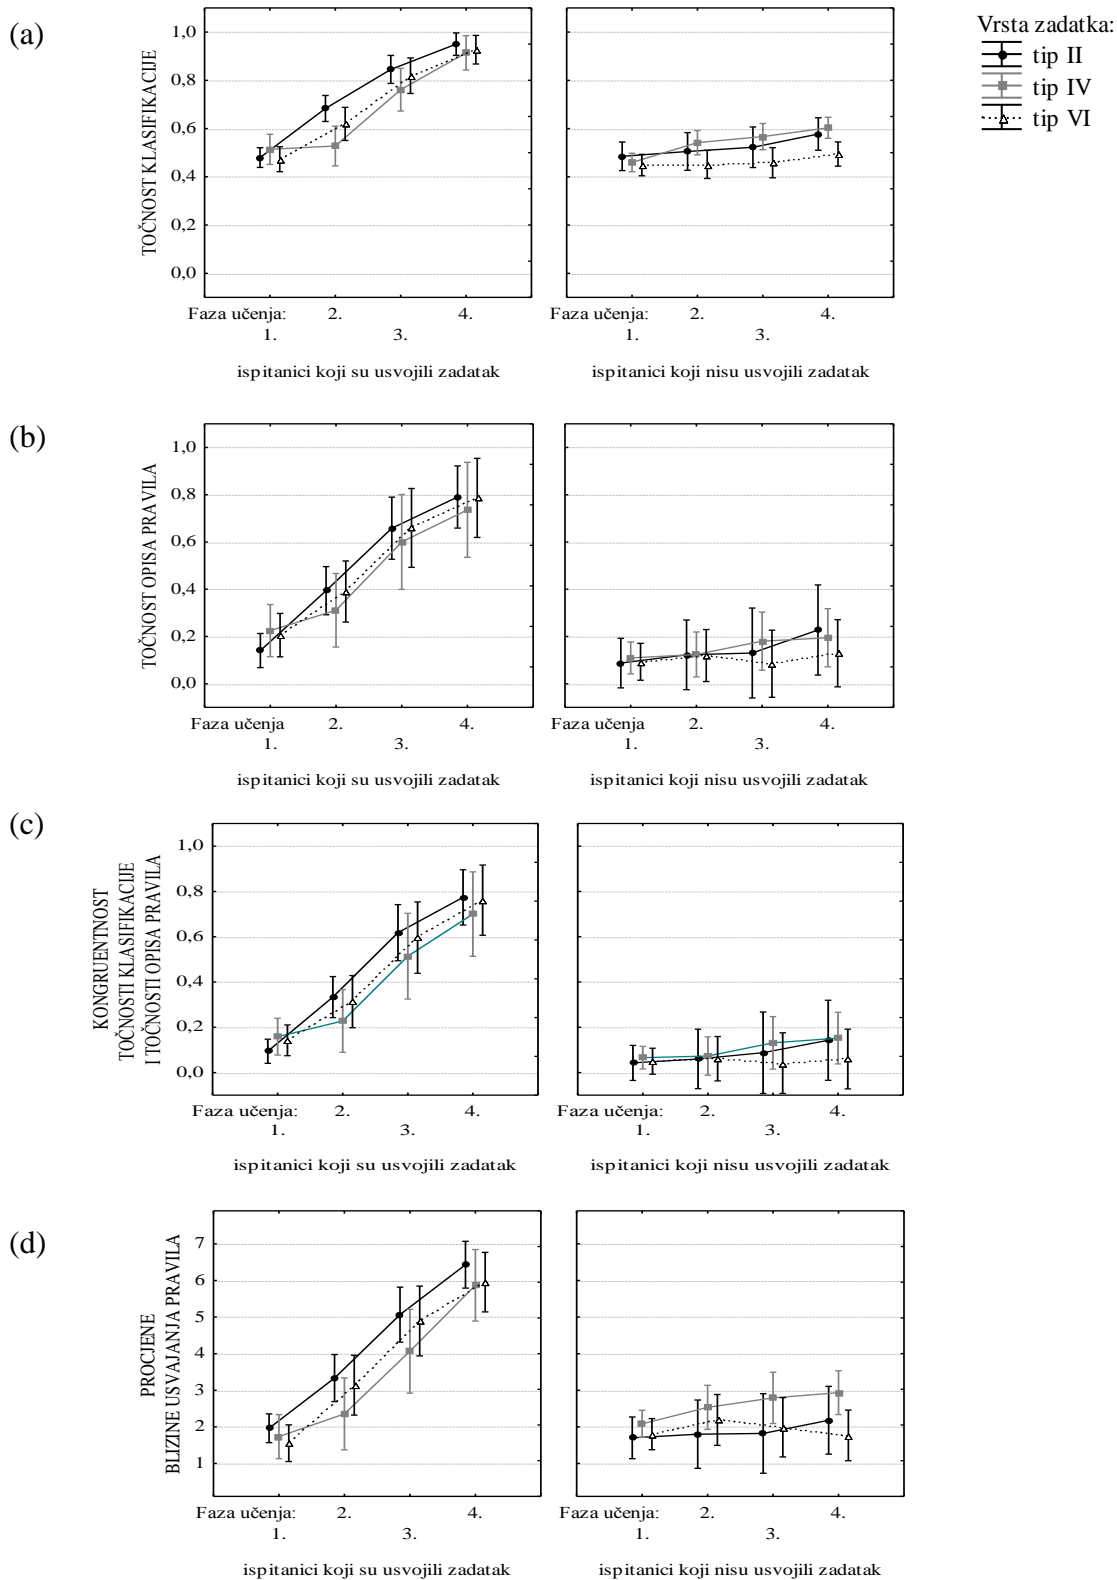 (a)
TOČNOST KLASIFIKACIJE
1,0
0,8
0,6
0,4
0,2
0,0
Faza učenja:
1.
2.
3.
4.
ispitanici koji su usvojili zadatak
Faza učenja:
1.
2.
3.
4.
ispitanici koji nisu usvojili zadatak
Vrsta zadatka:
tip II
tip IV
tip VI
(b)
TOČNOST OPISA PRAVILA
1,0
0,8
0,6
0,4
0,2
0,0
Faza učenja
1.
2.
3.
4.
ispitanici koji su usvojili zadatak
Faza učenja:
1.
2.
3.
4.
ispitanici koji nisu usvojili zadatak
(c)
KONGRUENTNOST
TOČNOSTI KLASIFIKACIJE
I TOČNOSTI OPISA PRAVILA
1,0
0,8
0,6
0,4
0,2
0,0
Faza učenja:
1.
2.
3.
4.
ispitanici koji su usvojili zadatak
Faza učenja:
1.
2.
3.
4.
ispitanici koji nisu usvojili zadatak
(d)
PROCJENE
BLIZINE USVAJANJA PRAVILA
7
6
5
4
3
2
1
Faza učenja:
1.
2.
3.
4.
ispitanici koji su usvojili zadatak
Faza učenja:
1.
2.
3.
4.
ispitanici koji nisu usvojili zadatak